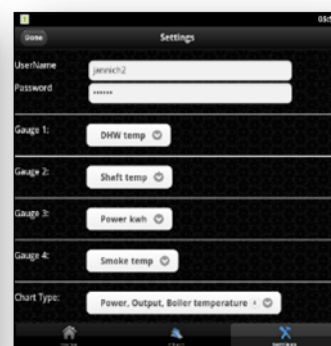 Done
Settings
UserName
jannich2
Password
••••••
Gauge 1:
DHW temp
Gauge 2:
Shaft temp
Gauge 3:
Power kwh
Gauge 4:
Smoke temp
Chart Type:
Power, Output, Boiler temperature